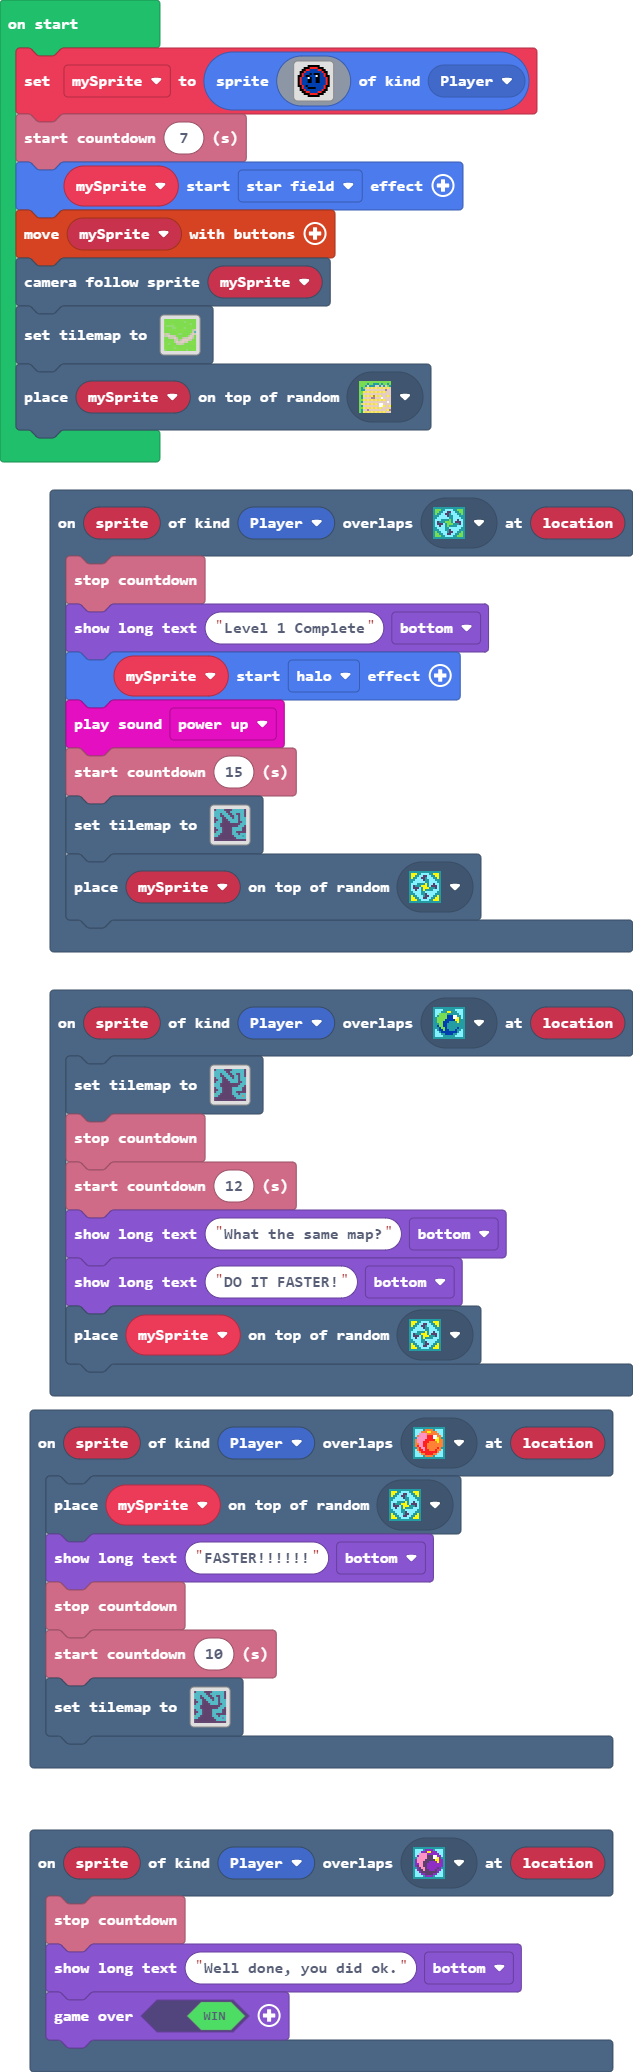 on start
set mySprite to sprite of kind Player
start countdown 7 (s)
mySprite start star field effect
move mySprite with buttons
camera follow sprite mySprite
set tilemap to
place mySprite on top of random
on sprite of kind Player overlaps at location
stop countdown
show long text "Level 1 Complete" bottom
mySprite start halo effect
play sound power up
start countdown 15 (s)
set tilemap to
place mySprite on top of random
on sprite of kind Player overlaps at location
set tilemap to
stop countdown
start countdown 12 (s)
show long text "What the same map?" bottom
show long text "DO IT FASTER!" bottom
place mySprite on top of random
on sprite of kind Player overlaps at location
place mySprite on top of random
show long text "FASTER!!!!!!" bottom
stop countdown
start countdown 10 (s)
set tilemap to
on sprite of kind Player overlaps at location
stop countdown
show long text "Well done, you did ok." bottom
game over WIN